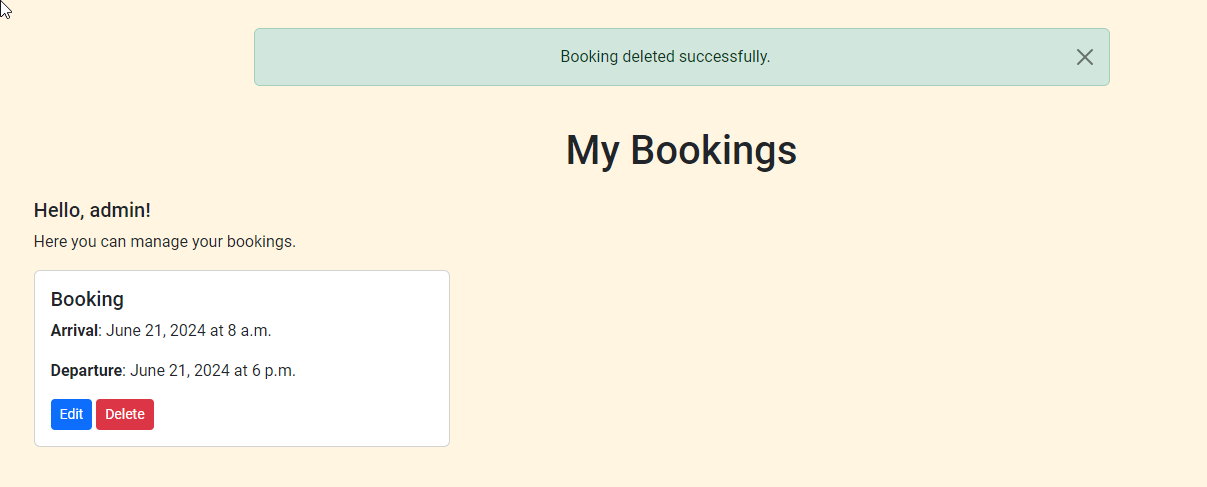 Booking deleted successfully.
My Bookings
Hello, admin!
Here you can manage your bookings.
Booking
Arrival: June 21, 2024 at 8 a.m.
Departure: June 21, 2024 at 6 p.m.
Edit Delete